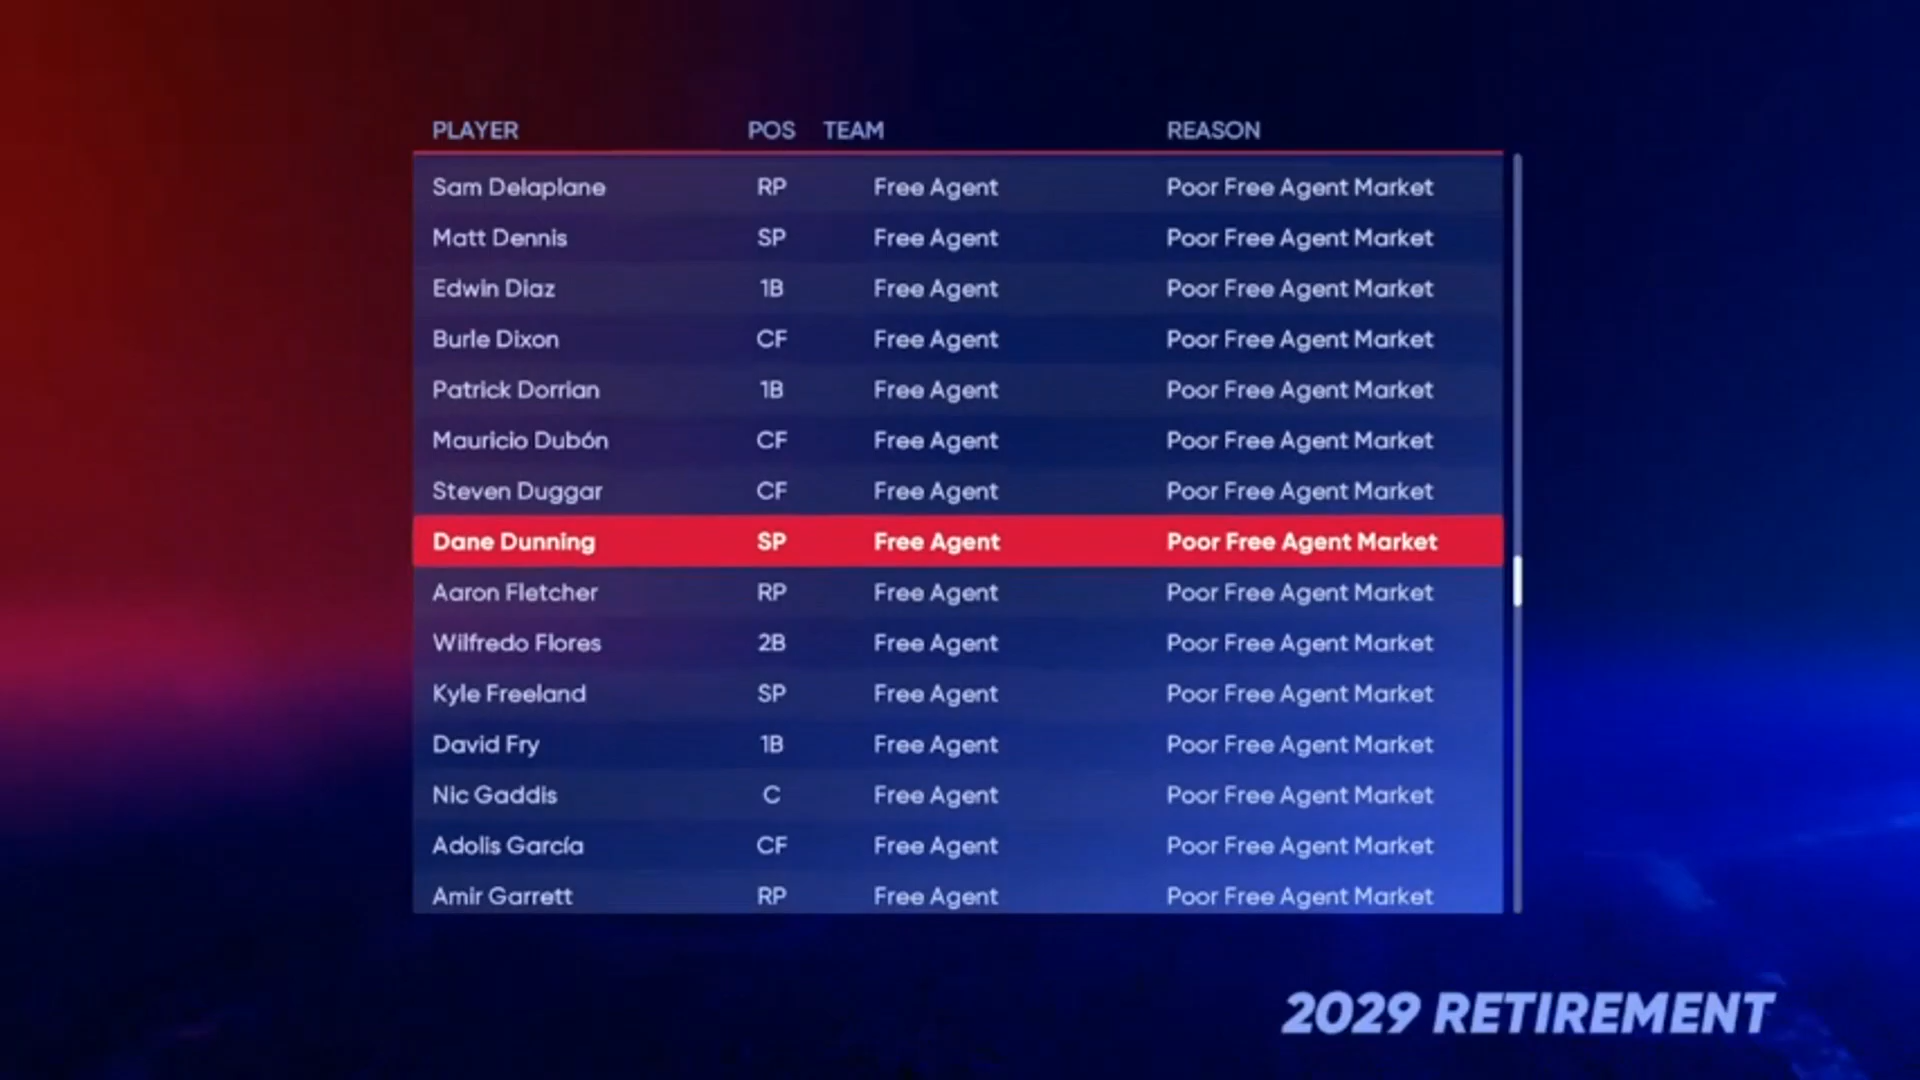 PLAYER POS TEAM REASON
Sam Delaplane RP Free Agent Poor Free Agent Market
Matt Dennis SP Free Agent Poor Free Agent Market
Edwin Diaz 1B Free Agent Poor Free Agent Market
Burle Dixon CF Free Agent Poor Free Agent Market
Patrick Dorrian 1B Free Agent Poor Free Agent Market
Mauricio Dubón CF Free Agent Poor Free Agent Market
Steven Duggar CF Free Agent Poor Free Agent Market
Dane Dunning SP Free Agent Poor Free Agent Market
Aaron Fletcher RP Free Agent Poor Free Agent Market
Wilfredo Flores 2B Free Agent Poor Free Agent Market
Kyle Freeland SP Free Agent Poor Free Agent Market
David Fry 1B Free Agent Poor Free Agent Market
Nic Gaddis C Free Agent Poor Free Agent Market
Adolis García CF Free Agent Poor Free Agent Market
Amir Garrett RP Free Agent Poor Free Agent Market
2029 RETIREMENT